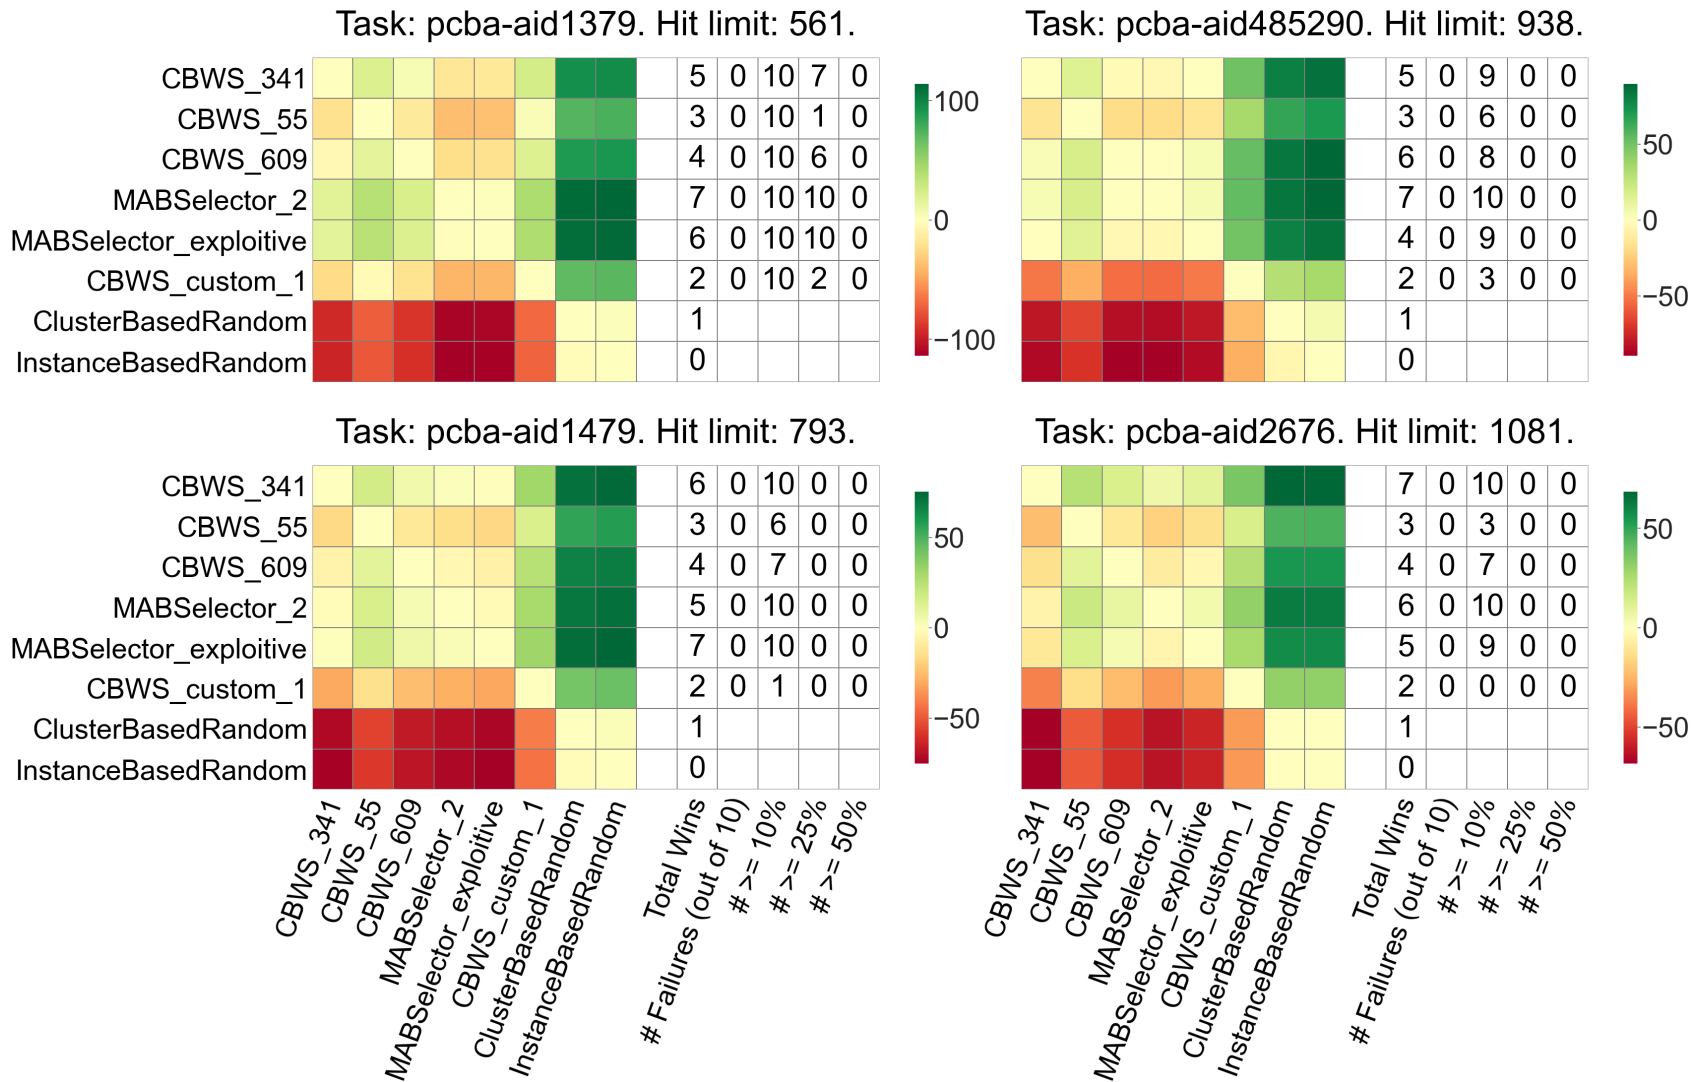 Task: pcba-aid1379. Hit limit: 561.
CBWS_341 5 0 10 7 0
CBWS_55 3 0 10 1 0
CBWS_609 4 0 10 6 0
MABSelector_2 7 0 10 10 0
MABSelector_exploitive 6 0 10 10 0
CBWS_custom_1 2 0 10 2 0
ClusterBasedRandom 1
InstanceBasedRandom 0
100
0
−100
Task: pcba-aid485290. Hit limit: 938.
5 0 9 0 0
3 0 6 0 0
6 0 8 0 0
7 0 10 0 0
4 0 9 0 0
2 0 3 0 0
1
0
50
0
−50
Task: pcba-aid1479. Hit limit: 793.
CBWS_341 6 0 10 0 0
CBWS_55 3 0 6 0 0
CBWS_609 4 0 7 0 0
MABSelector_2 5 0 10 0 0
MABSelector_exploitive 7 0 10 0 0
CBWS_custom_1 2 0 1 0 0
ClusterBasedRandom 1
InstanceBasedRandom 0
50
0
−50
CBWS_341
CBWS_55
CBWS_609
MABSelector_2
MABSelector_exploitive
CBWS_custom_1
ClusterBasedRandom
InstanceBasedRandom
Total Wins
# Failures (out of 10)
# >= 10%
# >= 25%
# >= 50%
Task: pcba-aid2676. Hit limit: 1081.
7 0 10 0 0
3 0 3 0 0
4 0 7 0 0
6 0 10 0 0
5 0 9 0 0
2 0 0 0 0
1
0
50
0
−50
CBWS_341
CBWS_55
CBWS_609
MABSelector_2
MABSelector_exploitive
CBWS_custom_1
ClusterBasedRandom
InstanceBasedRandom
Total Wins
# Failures (out of 10)
# >= 10%
# >= 25%
# >= 50%